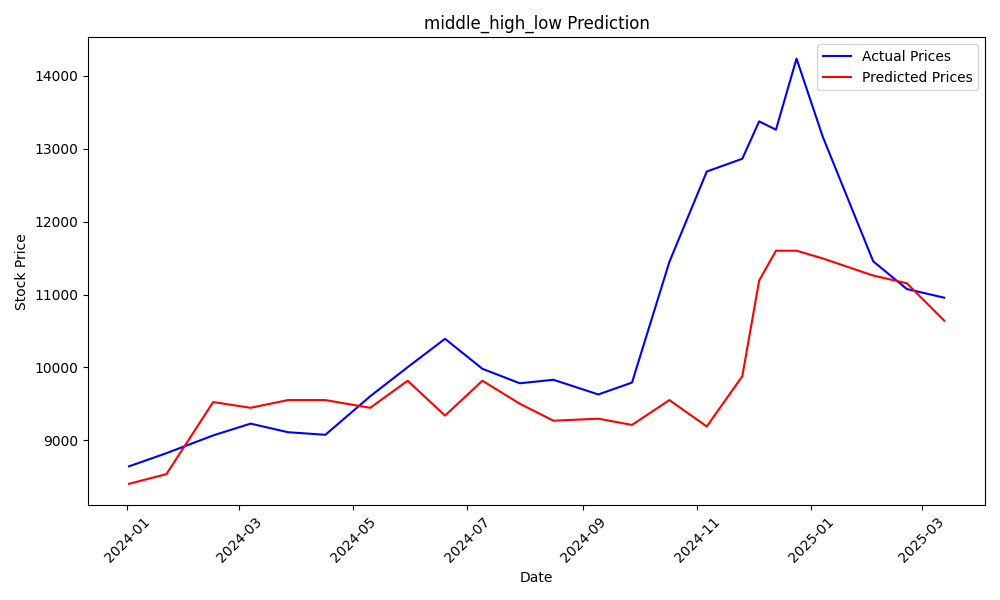 middle_high_low Prediction
Actual Prices
Predicted Prices
Stock Price
14000
13000
12000
11000
10000
9000
2024-01
2024-03
2024-05
2024-07
2024-09
2024-11
2025-01
2025-03
Date